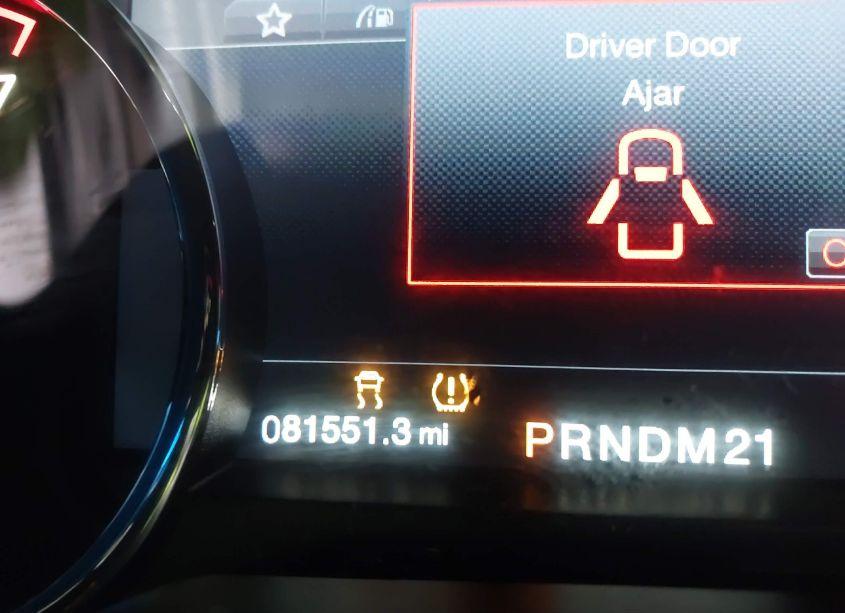 Driver Door
Ajar
081551.3 mi
PRNDM21